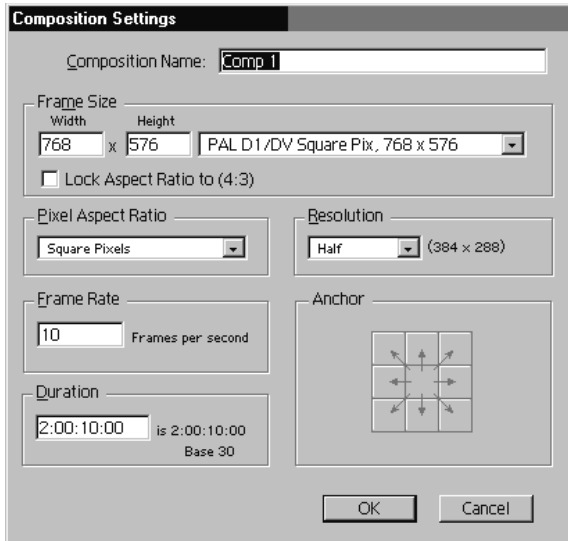 Composition Settings
Composition Name: Comp 1
Frame Size
Width Height
768 x 576 PAL D1/DV Square Pix, 768 x 576
Lock Aspect Ratio to (4:3)
Pixel Aspect Ratio
Square Pixels
Resolution
Half (384 x 288)
Frame Rate
10 Frames per second
Anchor
Duration
2:00:10:00 is 2:00:10:00
Base 30
OK Cancel